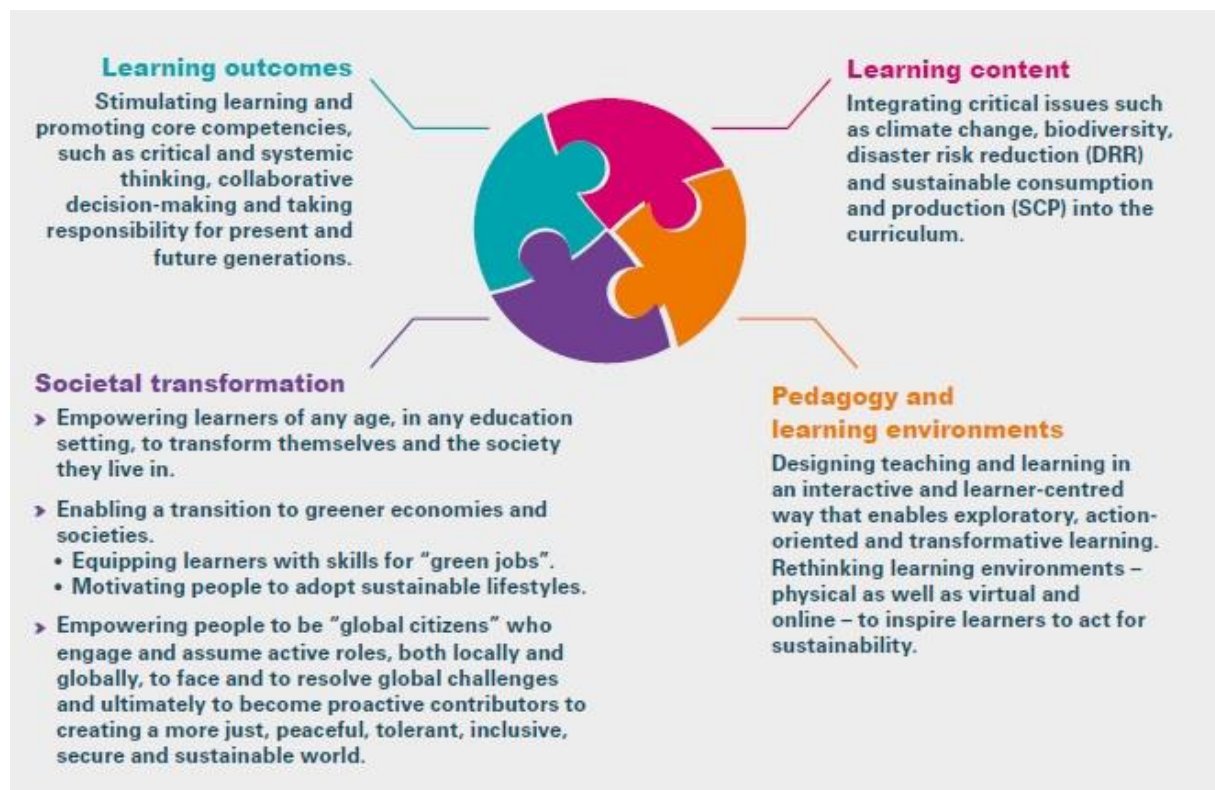 Learning outcomes
Stimulating learning and
promoting core competencies,
such as critical and systemic
thinking, collaborative
decision-making and taking
responsibility for present and
future generations.
Learning content
Integrating critical issues such
as climate change, biodiversity,
disaster risk reduction (DRR)
and sustainable consumption
and production (SCP) into the
curriculum.
Societal transformation
› Empowering learners of any age, in any education
setting, to transform themselves and the society
they live in.
› Enabling a transition to greener economies and
societies.
• Equipping learners with skills for “green jobs”.
• Motivating people to adopt sustainable lifestyles.
› Empowering people to be “global citizens” who
engage and assume active roles, both locally and
globally, to face and to resolve global challenges
and ultimately to become proactive contributors to
creating a more just, peaceful, tolerant, inclusive,
secure and sustainable world.
Pedagogy and
learning environments
Designing teaching and learning in
an interactive and learner-centred
way that enables exploratory, action-
oriented and transformative learning.
Rethinking learning environments –
physical as well as virtual and
online – to inspire learners to act for
sustainability.